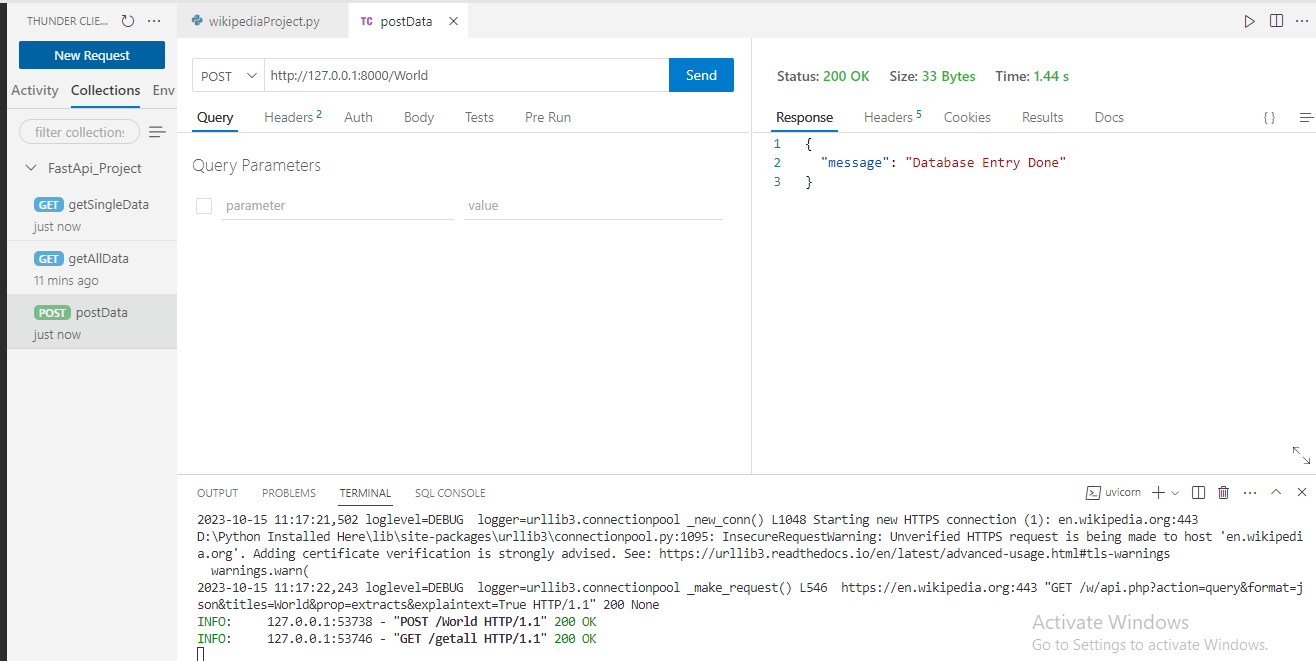 THUNDER CLIE...
wikipediaProject.py
TC postData
New Request
Activity Collections Env
filter collections
FastApi_Project
GET getSingleData
just now
GET getAllData
11 mins ago
POST postData
just now
POST http://127.0.0.1:8000/World Send
Query Headers 2 Auth Body Tests Pre Run
Query Parameters
parameter value
Status: 200 OK Size: 33 Bytes Time: 1.44 s
Response Headers 5 Cookies Results Docs { }
1 {
2 "message": "Database Entry Done"
3 }
OUTPUT PROBLEMS TERMINAL SQL CONSOLE
uvicorn
2023-10-15 11:17:21,502 loglevel=DEBUG logger=urllib3.connectionpool _new_conn() L1048 Starting new HTTPS connection (1): en.wikipedia.org:443
D:\Python Installed Here\lib\site-packages\urllib3\connectionpool.py:1095: InsecureRequestWarning: Unverified HTTPS request is being made to host 'en.wikipedi
a.org'. Adding certificate verification is strongly advised. See: https://urllib3.readthedocs.io/en/latest/advanced-usage.html#tls-warnings
warnings.warn(
2023-10-15 11:17:22,243 loglevel=DEBUG logger=urllib3.connectionpool _make_request() L546 https://en.wikipedia.org:443 "GET /w/api.php?action=query&format=j
son&titles=World&prop=extracts&explaintext=True HTTP/1.1" 200 None
INFO: 127.0.0.1:53738 - "POST /World HTTP/1.1" 200 OK
INFO: 127.0.0.1:53746 - "GET /getall HTTP/1.1" 200 OK
Activate Windows
Go to Settings to activate Windows.